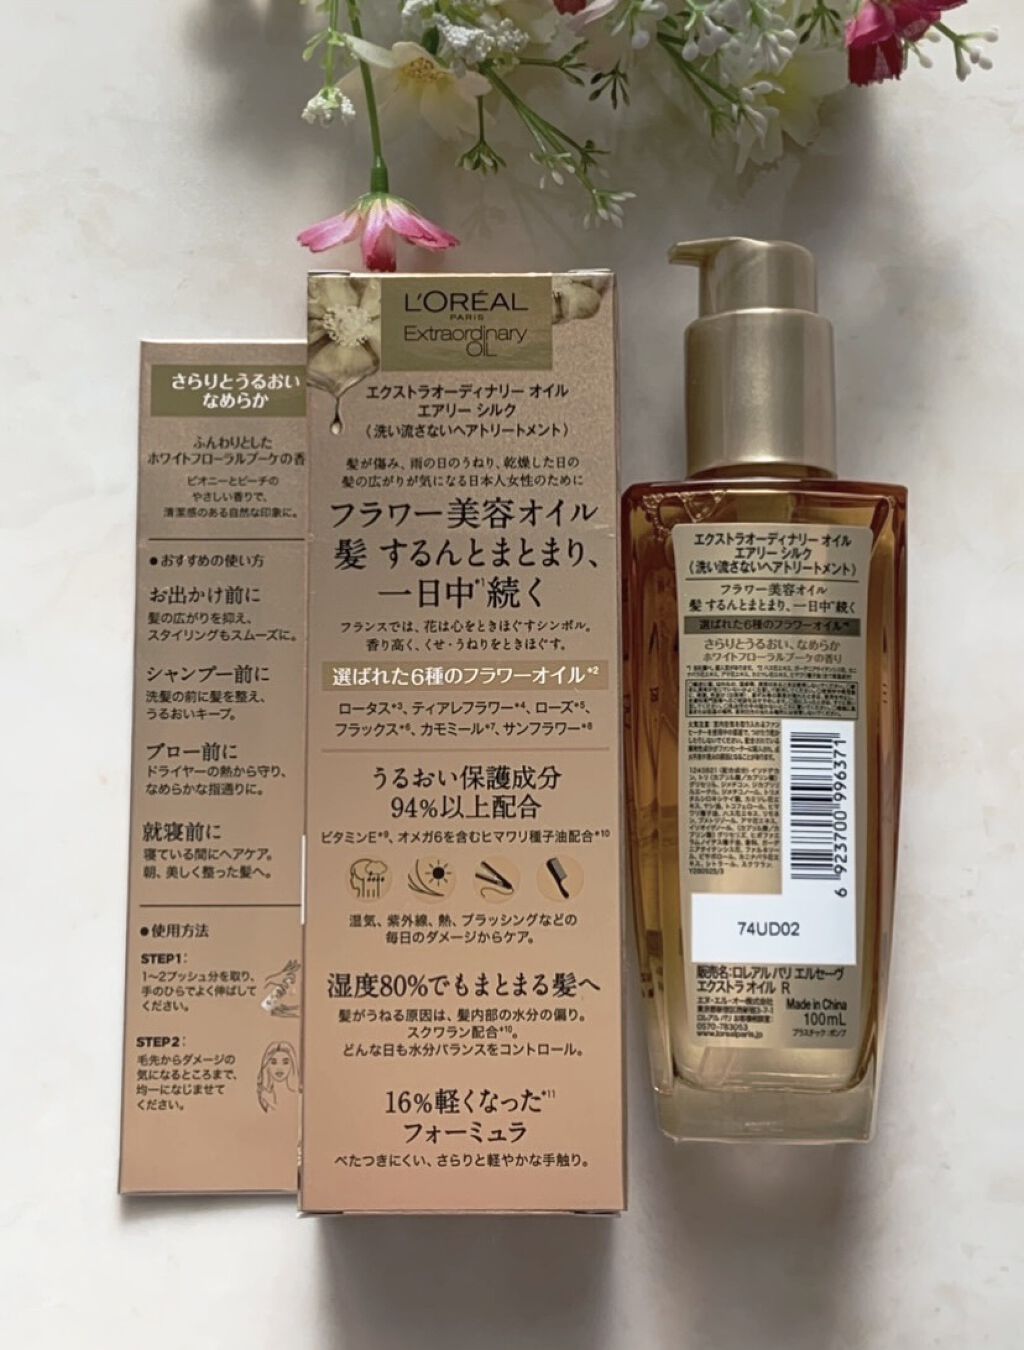 さらりとうるおい
なめらか
ふんわりとした
ホワイトフローラルブーケの香
ピオニーとピーチの
やさしい香りで、
清潔感のある自然な印象に。
●おすすめの使い方
お出かけ前に
髪の広がりを抑え、
スタイリングもスムーズに。
シャンプー前に
洗髪の前に髪を整え、
うるおいキープ。
ブロー前に
ドライヤーの熱から守り、
なめらかな指通りに。
就寝前に
寝ている間にヘアケア。
朝、美しく整った髪へ。
●使用方法
STEP1:
1〜2プッシュ分を取り、
手のひらでよく伸ばして
ください。
STEP2:
毛先からダメージの
気になるところまで、
均一になじませて
ください。
L'ORÉAL
PARIS
Extraordinary
OIL
エクストラオーディナリー オイル
エアリー シルク
(洗い流さないヘアトリートメント)
髪が傷み、雨の日のうねり、乾燥した日の
髪の広がりが気になる日本人女性のために
フラワー美容オイル
髪 するんとまとまり、
一日中*1続く
フランスでは、花は心をときほぐすシンボル。
香り高く、くせ・うねりをときほぐす。
選ばれた6種のフラワーオイル*2
ロータス*3、ティアレフラワー*4、ローズ*5、
フラックス*6、カモミール*7、サンフラワー*8
うるおい保護成分
94%以上配合
ビタミンE*9、オメガ6を含むヒマワリ種子油配合*10
湿気、紫外線、熱、ブラッシングなどの
毎日のダメージからケア。
湿度80%でもまとまる髪へ
髪がうねる原因は、髪内部の水分の偏り。
スクワラン配合*10。
どんな日も水分バランスをコントロール。
16%軽くなった*11
フォーミュラ
べたつきにくい、さらりと軽やかな手触り。
エクストラオーディナリー オイル
エアリー シルク
(洗い流さないヘアトリートメント)
フラワー美容オイル
髪 するんとまとまり、一日中*続く
選ばれた6種のフラワーオイル
さらりとうるおい、なめらか
ホワイトフローラルブーケの香り
6 923700 996371
74UD02
販売名:ロレアル パリ エルセーヴ
エクストラ オイル R
Made in China
100mL
プラスチック:ポンプ
0570-783053
www.lorealparis.jp